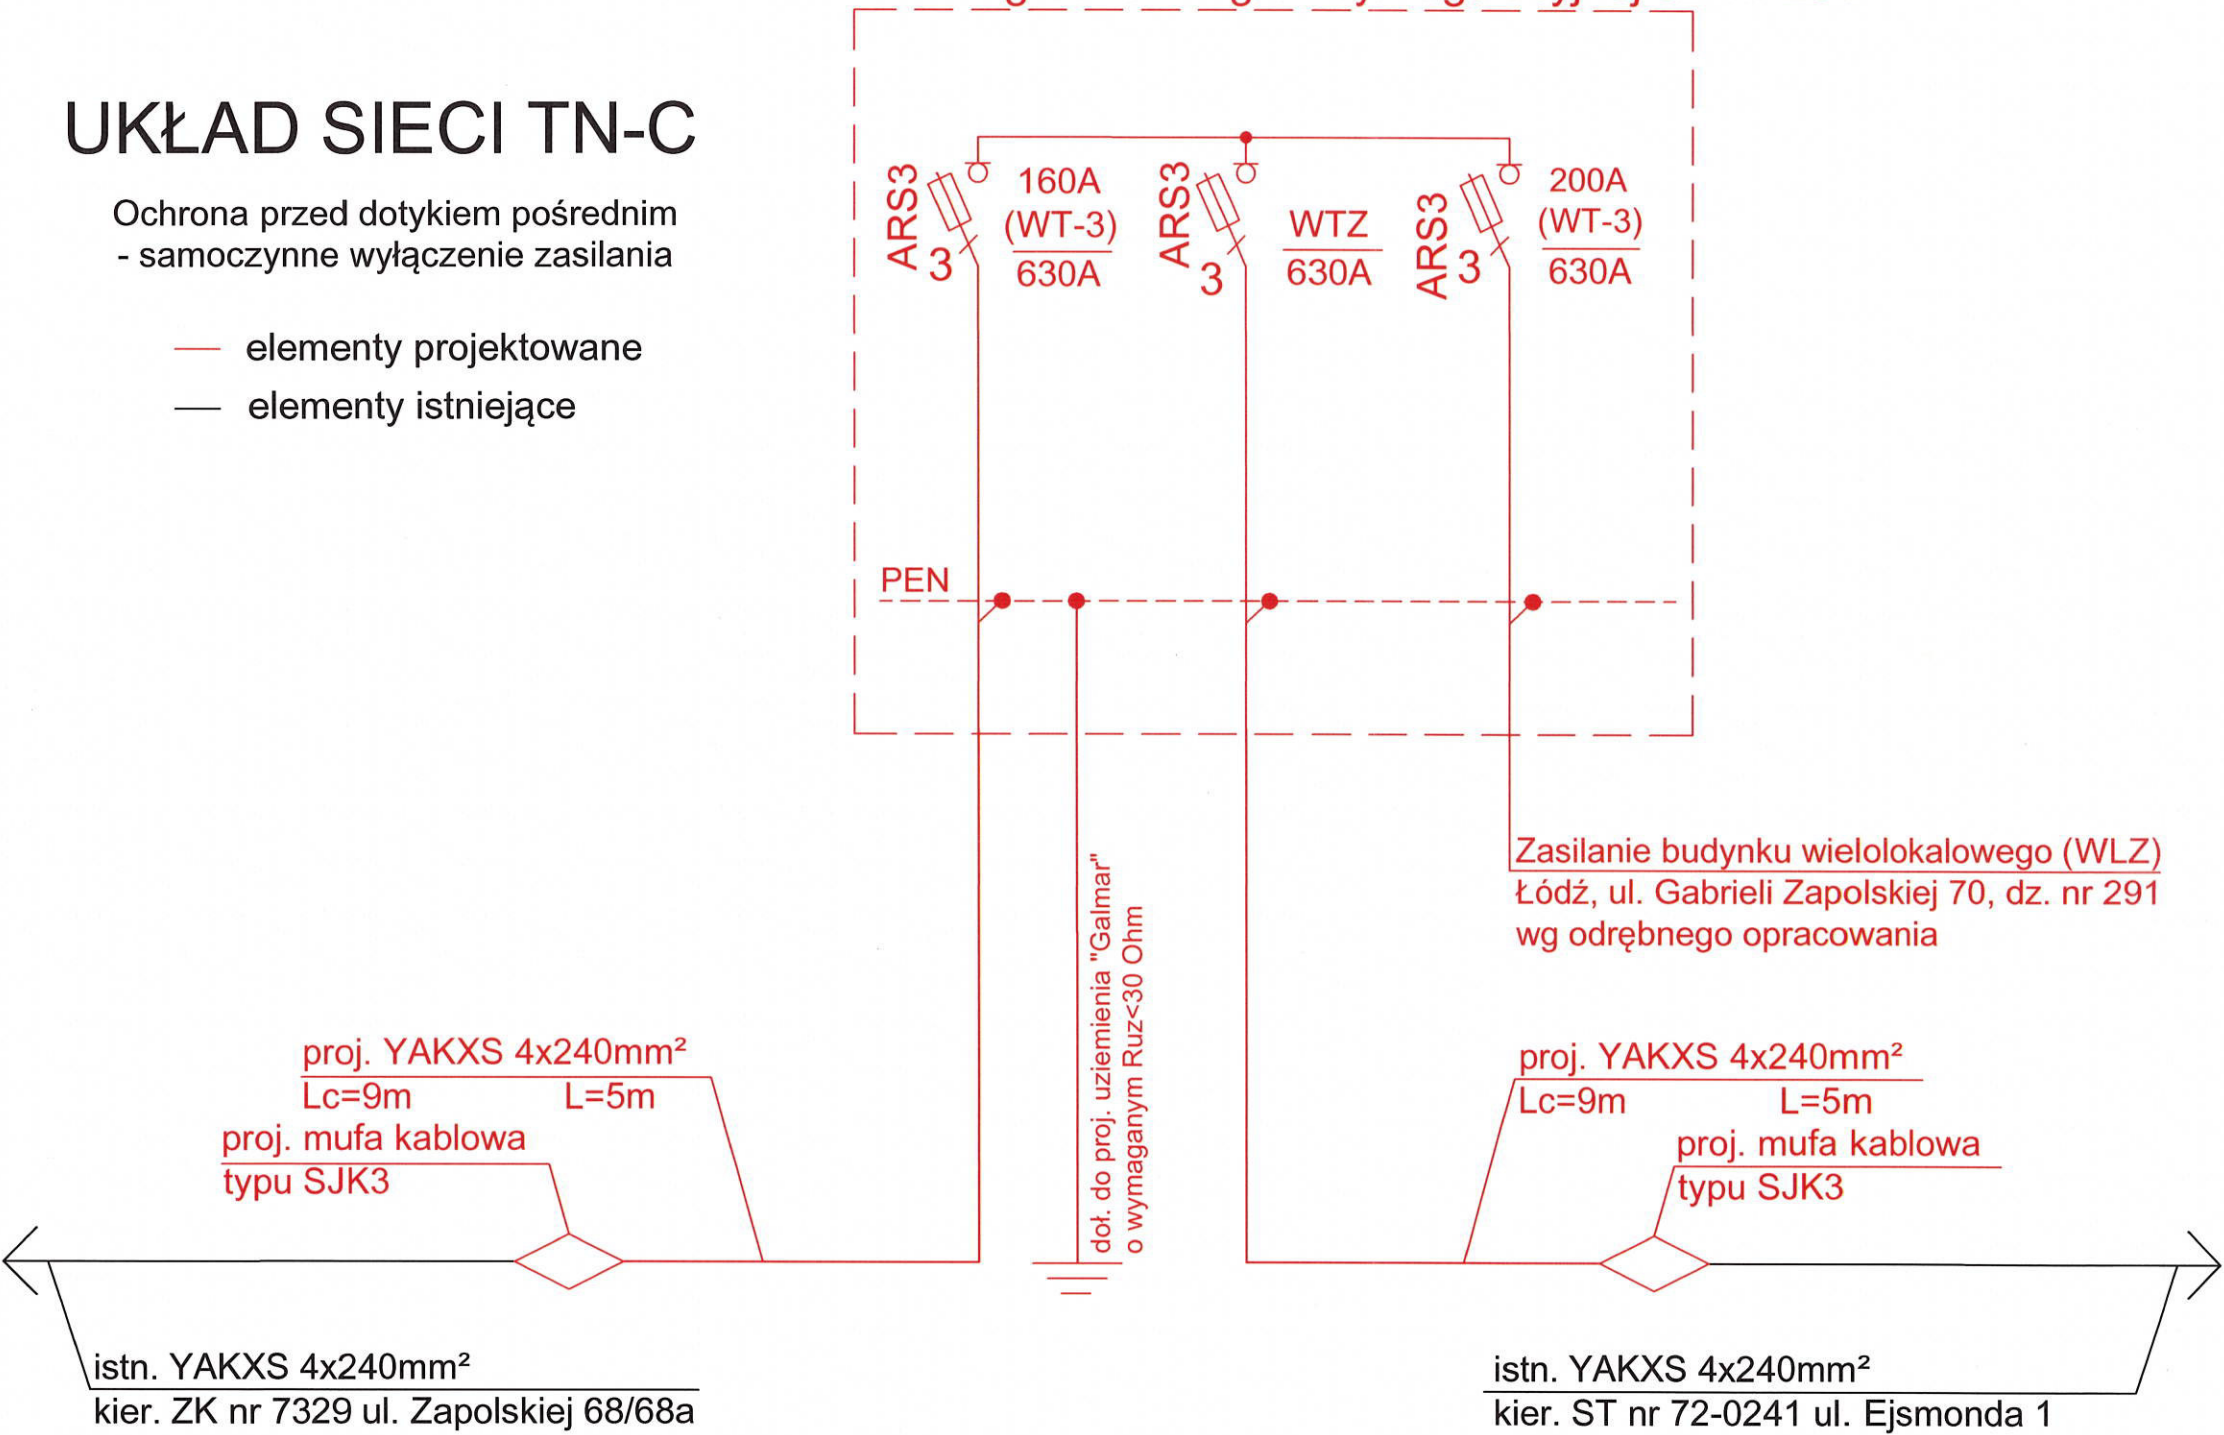 UKŁAD SIECI TN-C
Ochrona przed dotykiem pośrednim
- samoczynne wyłączenie zasilania
elementy projektowane
elementy istniejące
ARS3
3
160A
(WT-3)
630A
ARS3
3
WTZ
630A
ARS3
3
200A
(WT-3)
630A
PEN
doł. do proj. uziemienia "Galmar"
o wymaganym Ruz<30 Ohm
Zasilanie budynku wielolokalowego (WLZ)
Łódź, ul. Gabrieli Zapolskiej 70, dz. nr 291
wg odrębnego opracowania
proj. YAKXS 4x240mm²
Lc=9m L=5m
proj. mufa kablowa
typu SJK3
proj. YAKXS 4x240mm²
Lc=9m L=5m
proj. mufa kablowa
typu SJK3
istn. YAKXS 4x240mm²
kier. ZK nr 7329 ul. Zapolskiej 68/68a
istn. YAKXS 4x240mm²
kier. ST nr 72-0241 ul. Ejsmonda 1